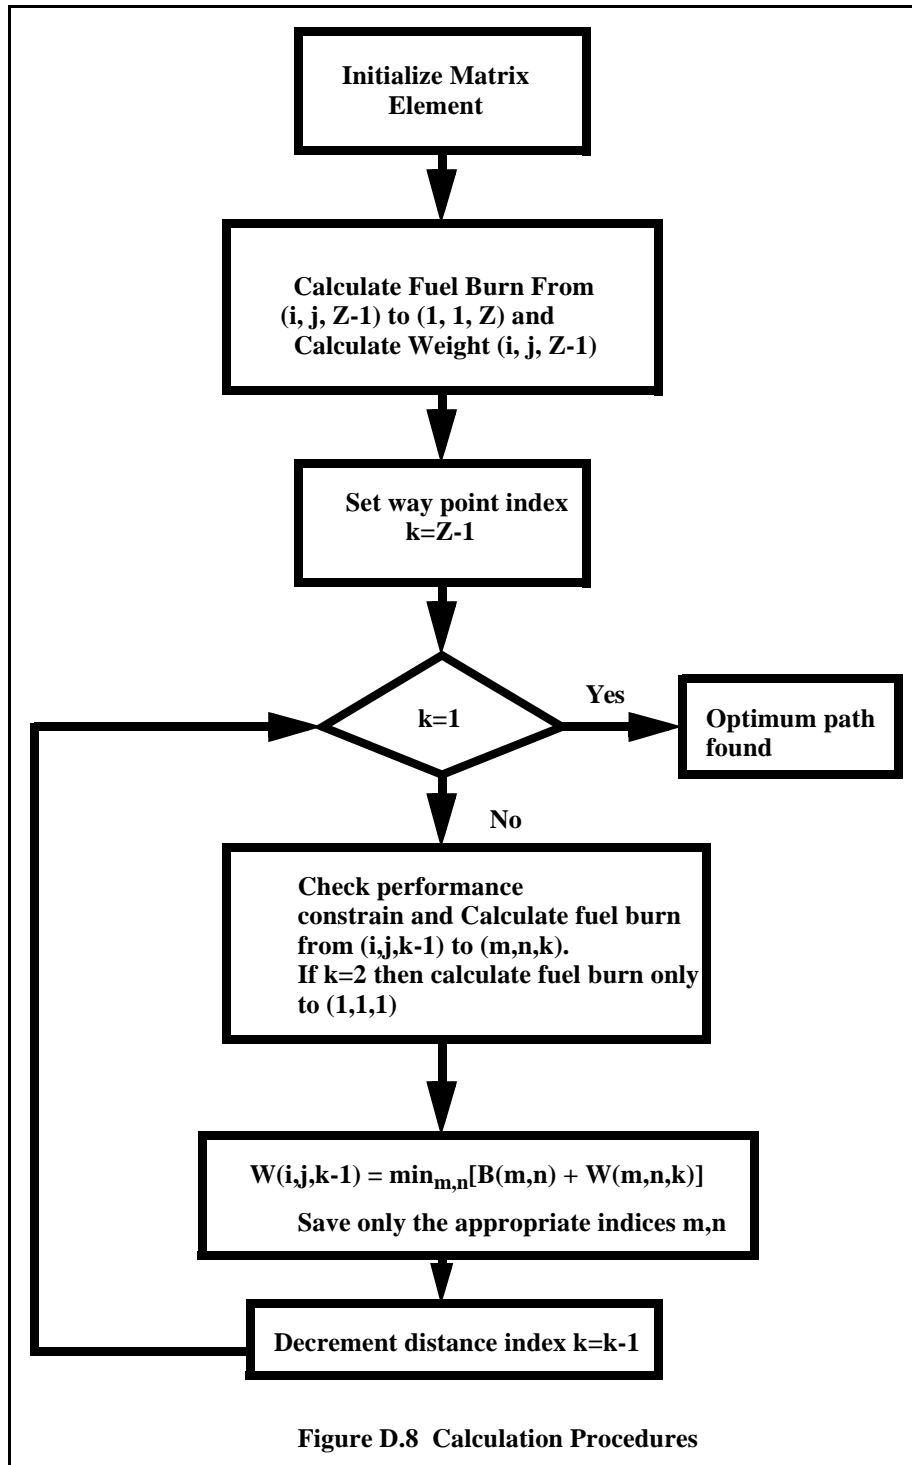 Initialize Matrix
Element
Calculate Fuel Burn From
(i, j, Z-1) to (1, 1, Z) and
Calculate Weight (i, j, Z-1)
Set way point index
k=Z-1
k=1
Yes
Optimum path
found
No
Check performance
constrain and Calculate fuel burn
from (i,j,k-1) to (m,n,k).
If k=2 then calculate fuel burn only
to (1,1,1)
W(i,j,k-1) = min_{m,n}[B(m,n) + W(m,n,k)]
Save only the appropriate indices m,n
Decrement distance index k=k-1
Figure D.8 Calculation Procedures